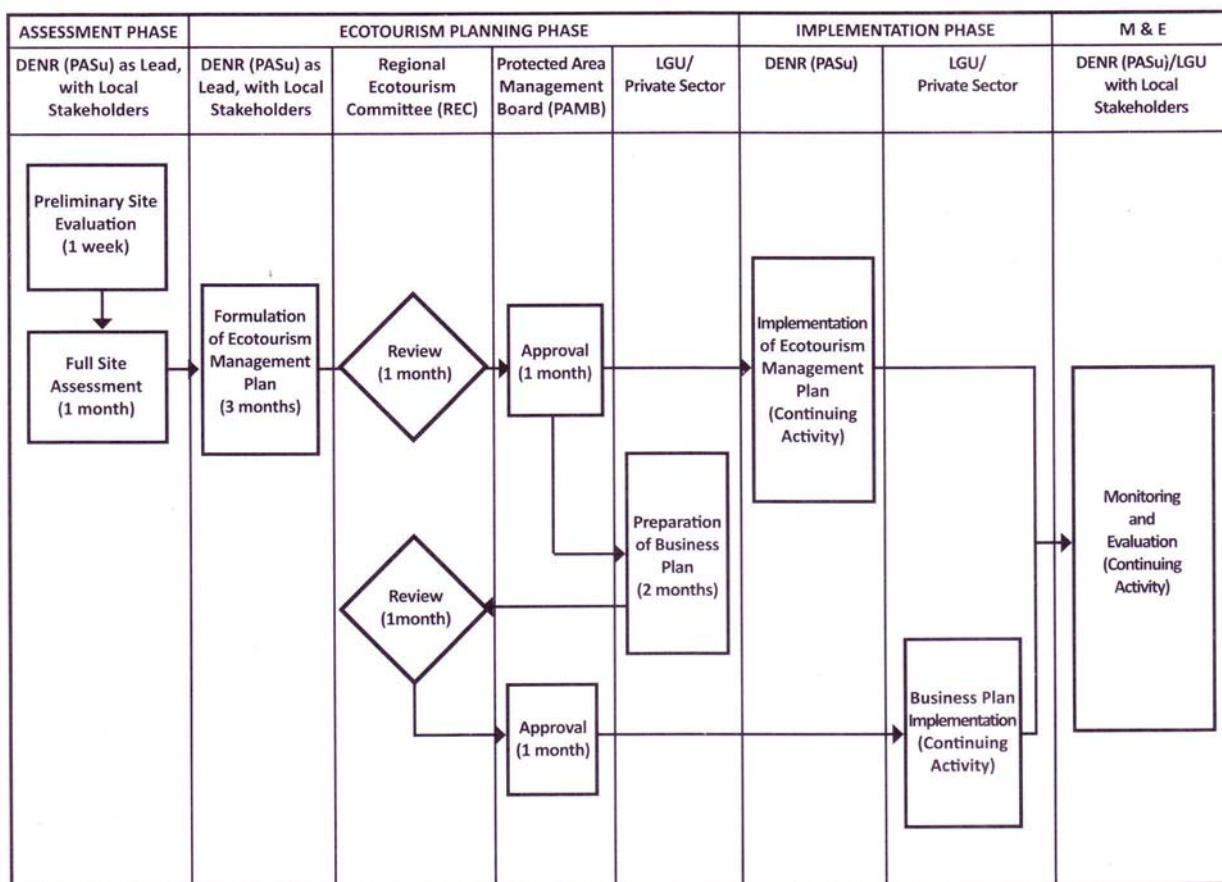 ASSESSMENT PHASE
ECOTOURISM PLANNING PHASE
IMPLEMENTATION PHASE
M & E
DENR (PASu) as Lead,
with Local
Stakeholders
DENR (PASu) as
Lead, with Local
Stakeholders
Regional
Ecotourism
Committee (REC)
Protected Area
Management
Board (PAMB)
LGU/
Private Sector
DENR (PASu)
LGU/
Private Sector
DENR (PASu)/LGU
with Local
Stakeholders
Preliminary Site
Evaluation
(1 week)
Full Site
Assessment
(1 month)
Formulation
of Ecotourism
Management
Plan
(3 months)
Review
(1 month)
Approval
(1 month)
Preparation
of Business
Plan
(2 months)
Review
(1month)
Approval
(1 month)
Implementation
of Ecotourism
Management
Plan
(Continuing
Activity)
Business Plan
Implementation
(Continuing
Activity)
Monitoring
and
Evaluation
(Continuing
Activity)